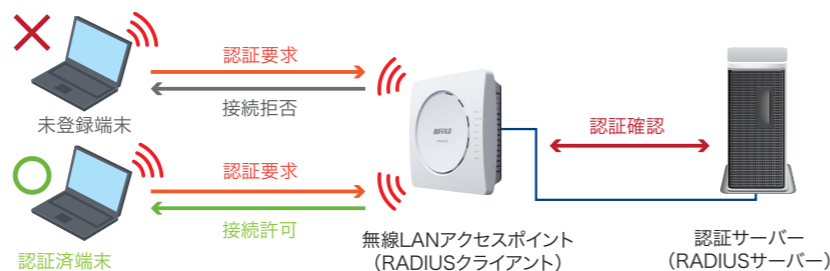 認証要求
接続拒否
未登録端末
認証要求
接続許可
認証済端末
BUFFALO
無線LANアクセスポイント
（RADIUSクライアント）
認証確認
認証サーバー
（RADIUSサーバー）